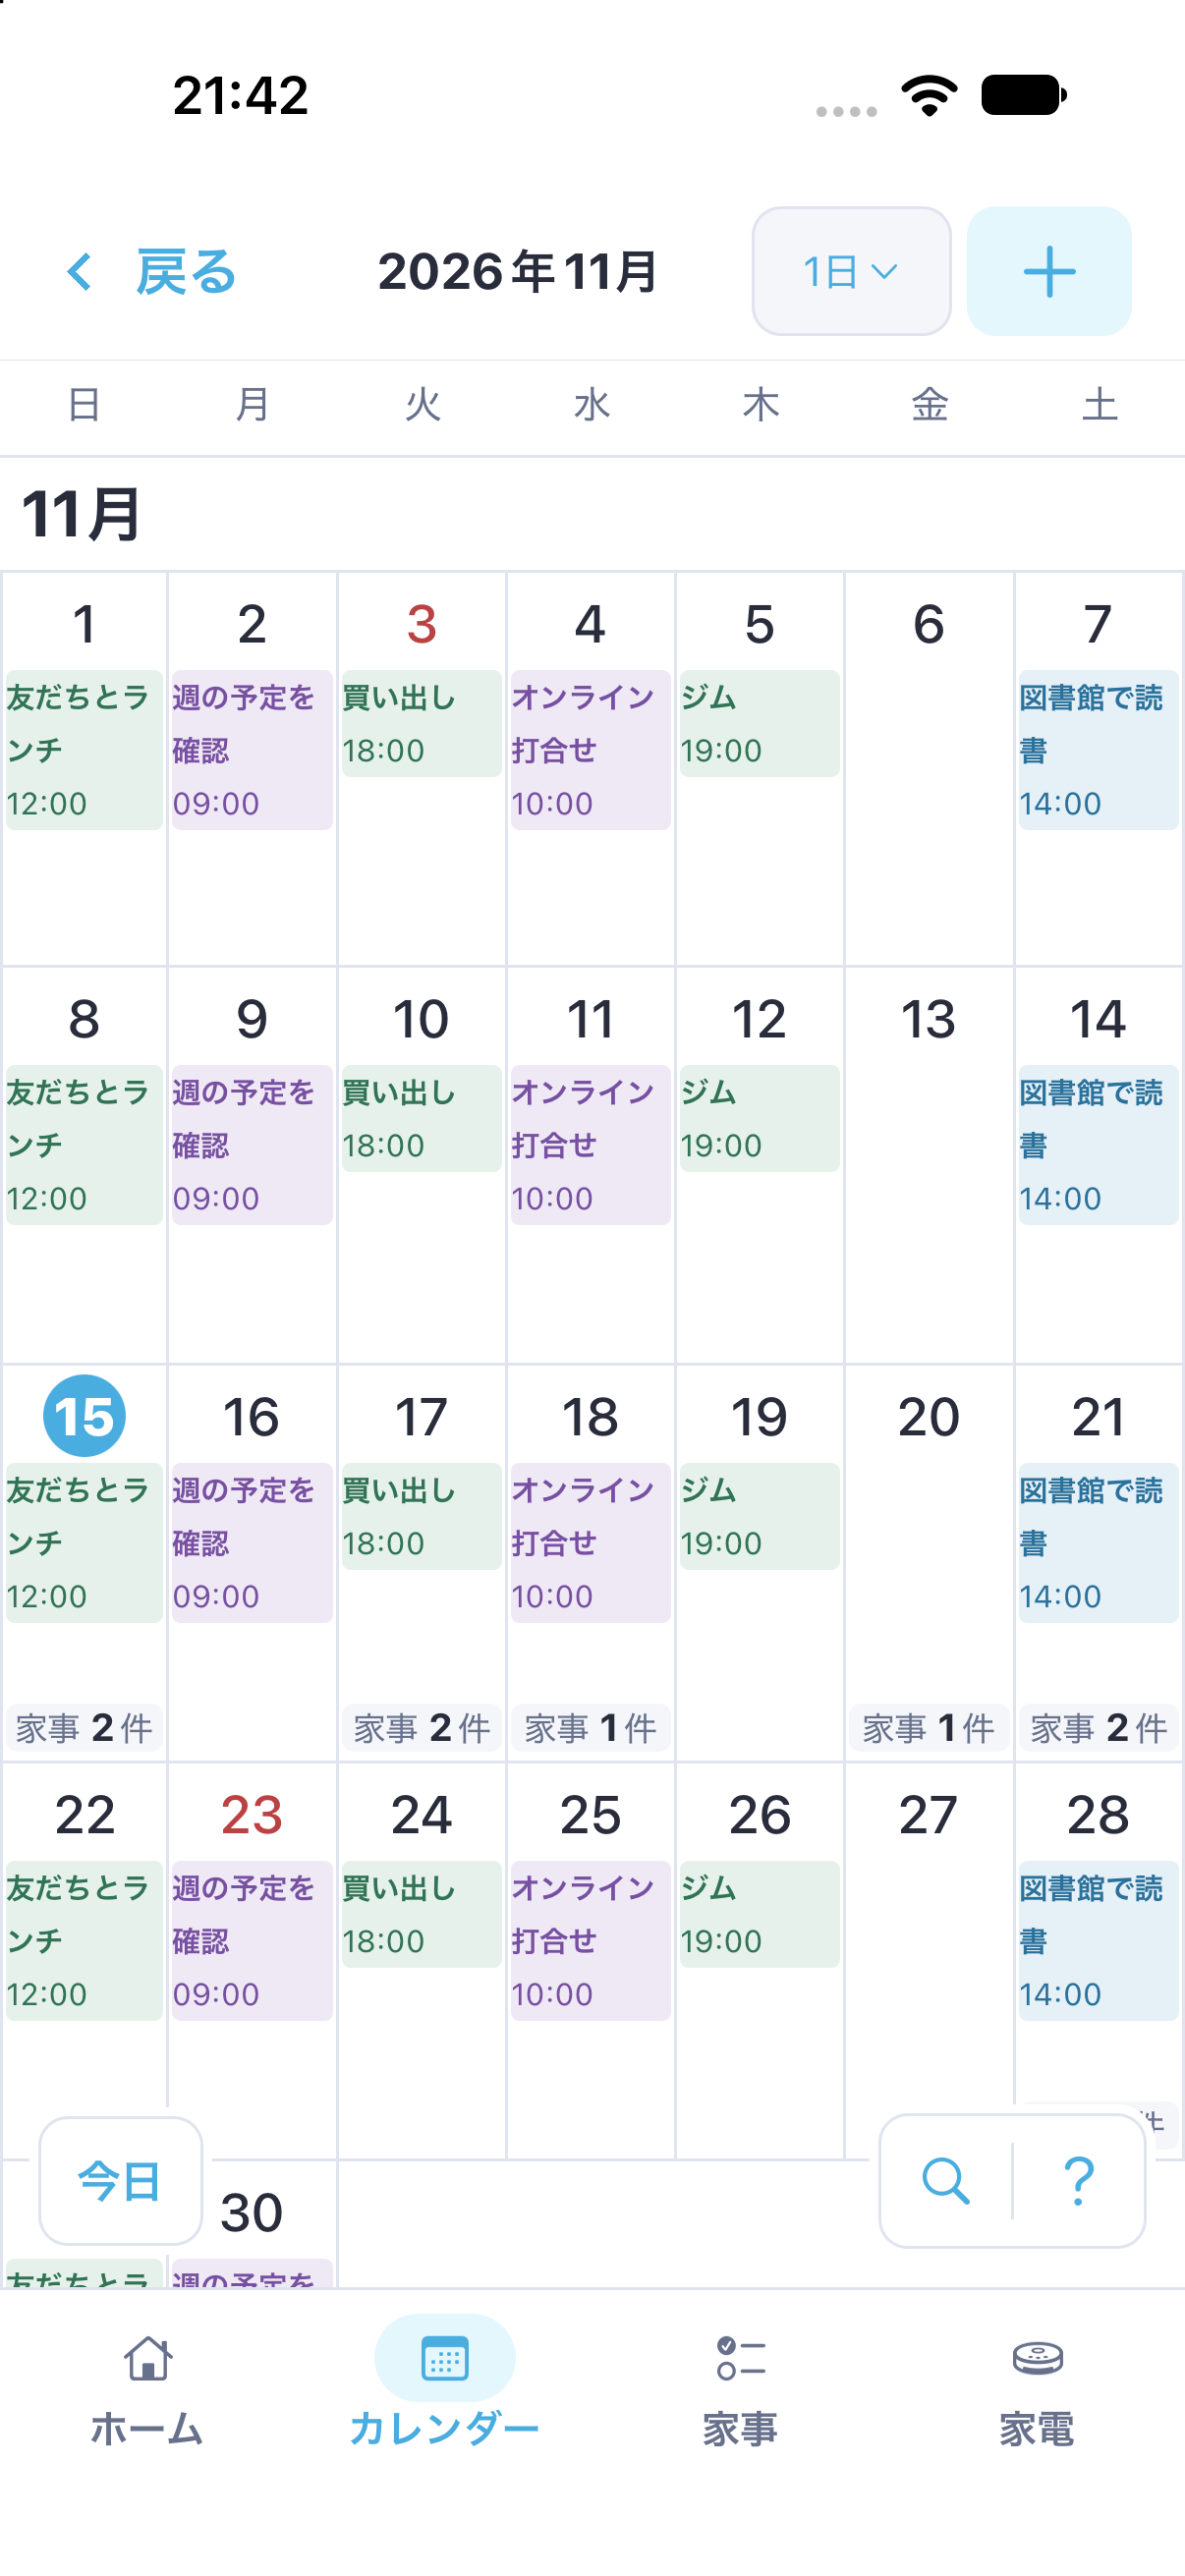 21:42
戻る 2026年11月 1日
日 月 火 水 木 金 土
11月
1 2 3 4 5 6 7
友だちとラ 週の予定を 買い出し オンライン ジム 図書館で読
ンチ 確認 18:00 打合せ 19:00 書
12:00 09:00 10:00 14:00
8 9 10 11 12 13 14
友だちとラ 週の予定を 買い出し オンライン ジム 図書館で読
ンチ 確認 18:00 打合せ 19:00 書
12:00 09:00 10:00 14:00
15 16 17 18 19 20 21
友だちとラ 週の予定を 買い出し オンライン ジム 図書館で読
ンチ 確認 18:00 打合せ 19:00 書
12:00 09:00 10:00 14:00
家事 2件 家事 2件 家事 1件 家事 1件 家事 2件
22 23 24 25 26 27 28
友だちとラ 週の予定を 買い出し オンライン ジム 図書館で読
ンチ 確認 18:00 打合せ 19:00 書
12:00 09:00 10:00 14:00
件
今日 30 ?
友だちとラ 週の予定を
ホーム カレンダー 家事 家電